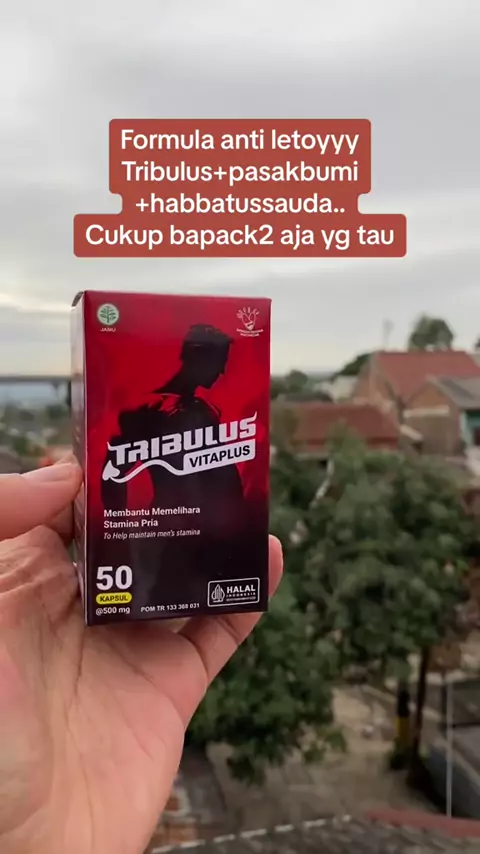 Formula anti letoyyy
Tribulus+pasakbumi
+habbatussauda..
Cukup bapack2 aja yg tau
JAMU
TRIBULUS
VITAPLUS
Membantu Memelihara
Stamina Pria
To Help maintain men's stamina
50
KAPSUL
@500 mg
POM TR 133 368 031
HALAL
INDONESIA